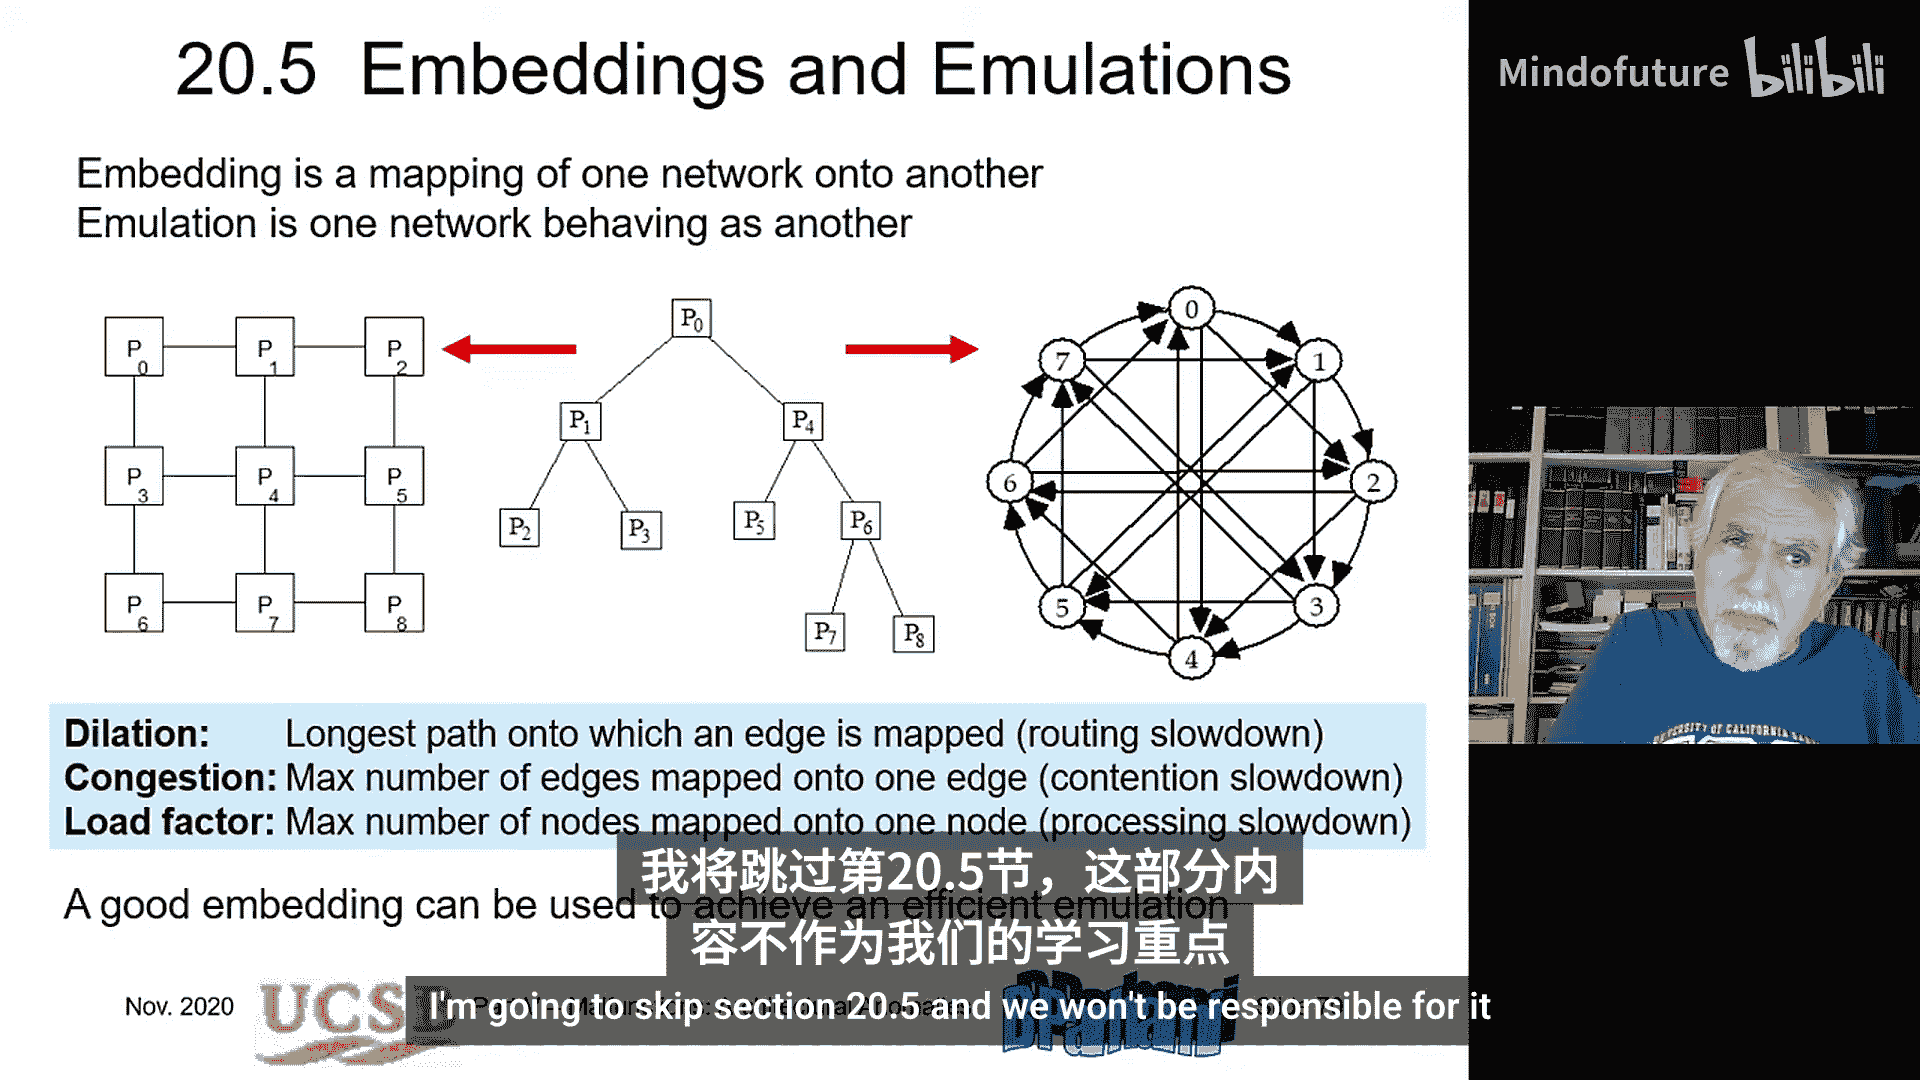 20.5 Embeddings and Emulations
Mindofuture bilibili
Embedding is a mapping of one network onto another
Emulation is one network behaving as another
P0 P1 P2
P3 P4 P5
P6 P7 P8
P0
P1 P4
P2 P3 P5 P6
P7 P8
0
7 1
6 2
5 3
4
Dilation: Longest path onto which an edge is mapped (routing slowdown)
Congestion: Max number of edges mapped onto one edge (contention slowdown)
Load factor: Max number of nodes mapped onto one node (processing slowdown)
A good embedding can be used to achieve an efficient emulation
我将跳过第20.5节，这部分内
容不作为我们的学习重点
Nov. 2020
UCSD
I'm going to skip section 20.5 and we won't be responsible for it
UNIVERSITY OF CALIFORNIA